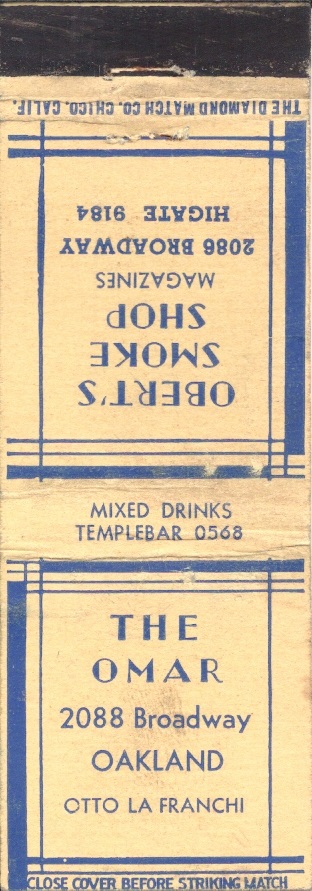 THE DIAMOND MATCH CO. CHICO, CALIF.
OBERT'S
SMOKE
SHOP
MAGAZINES
2086 BROADWAY
HIGATE 9184
MIXED DRINKS
TEMPLEBAR 0568
THE
OMAR
2088 Broadway
OAKLAND
OTTO LA FRANCHI
CLOSE COVER BEFORE STRIKING MATCH